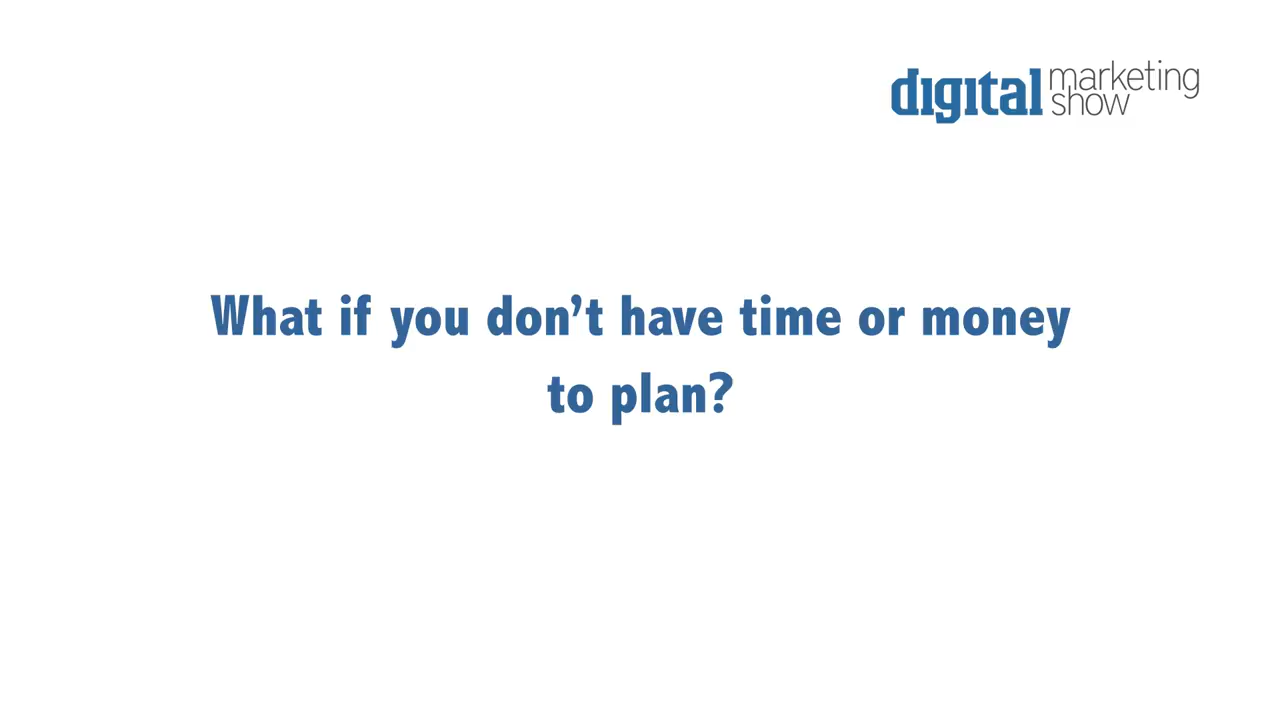 digital marketing
show
What if you don’t have time or money
to plan?